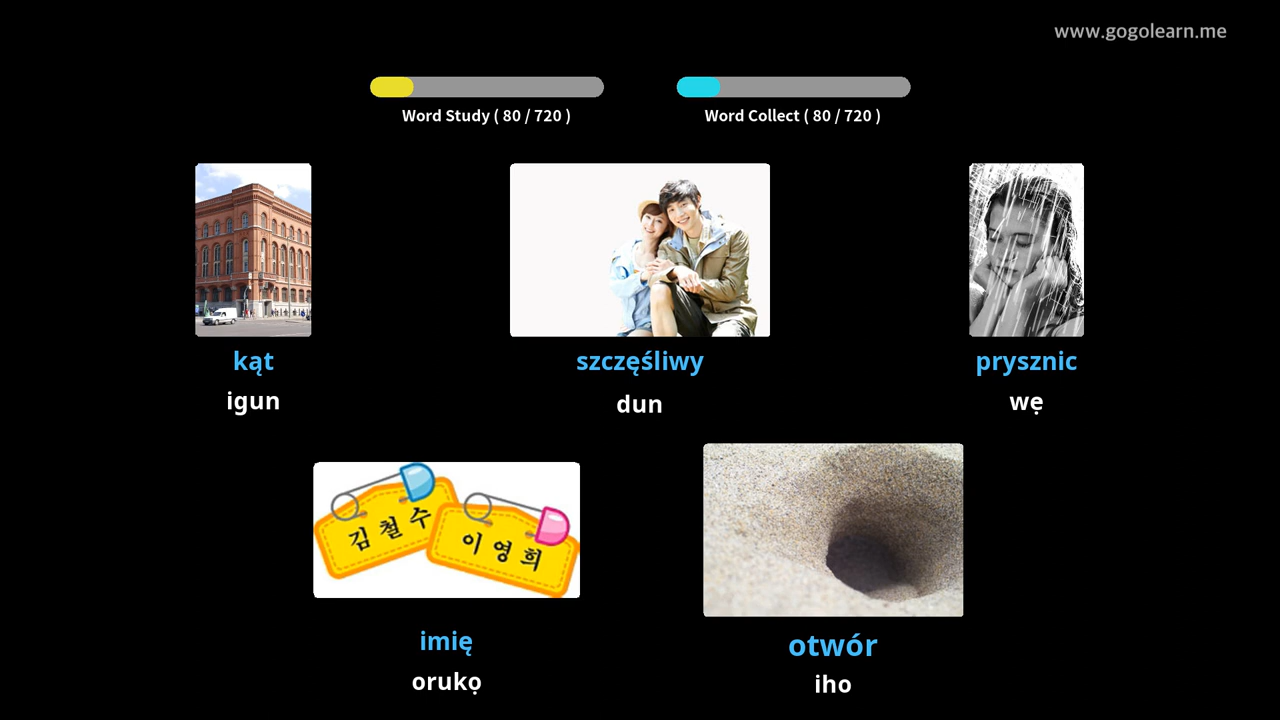 www.gogolearn.me
Word Study ( 80 / 720 )
Word Collect ( 80 / 720 )
kąt
igun
szczęśliwy
dun
prysznic
wẹ
김철수
이영희
imię
orukọ
otwór
iho